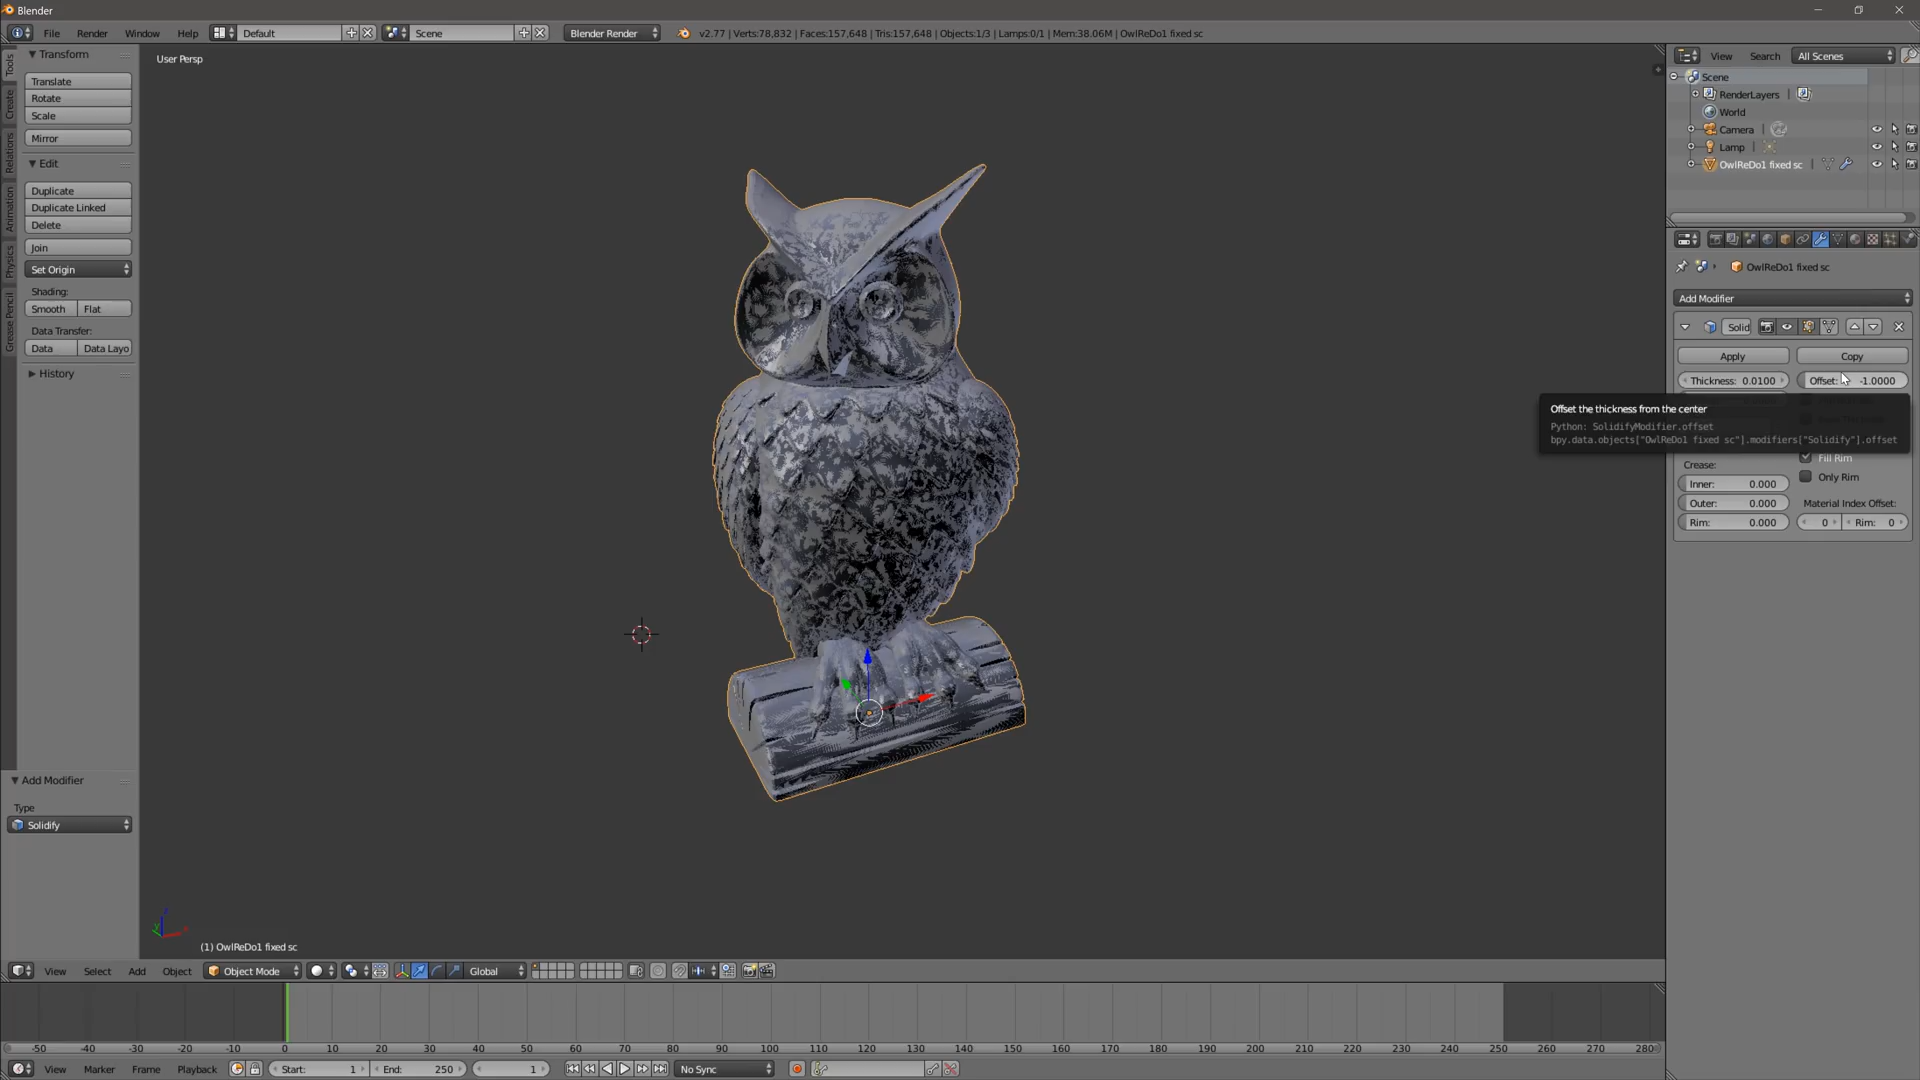 Blender
File Render Window Help Default Scene Blender Render v2.77 | Verts:78,832 | Faces:157,648 | Tris:157,648 | Objects:1/3 | Lamps:0/1 | Mem:38.06M | OwlReDo1 fixed sc
Tools
Create
Relations
Animation
Physics
Grease Pencil
Transform
Translate
Rotate
Scale
Mirror
Edit
Duplicate
Duplicate Linked
Delete
Join
Set Origin
Shading:
Smooth Flat
Data Transfer:
Data Data Layo
History
Add Modifier
Type
Solidify
User Persp
(1) OwlReDo1 fixed sc
View Search All Scenes
Scene
RenderLayers
World
Camera
Lamp
OwlReDo1 fixed sc
OwlReDo1 fixed sc
Add Modifier
Solid
Apply Copy
Thickness: 0.0100 Offset: -1.0000
Offset the thickness from the center
Python: SolidifyModifier.offset
bpy.data.objects["OwlReDo1 fixed sc"].modifiers["Solidify"].offset
Fill Rim
Crease: Only Rim
Inner: 0.000
Outer: 0.000 Material Index Offset:
Rim: 0.000 0 Rim: 0
View Select Add Object Object Mode Global
-50 -40 -30 -20 -10 0 10 20 30 40 50 60 70 80 90 100 110 120 130 140 150 160 170 180 190 200 210 220 230 240 250 260 270 280
View Marker Frame Playback Start: 1 End: 250 1 No Sync